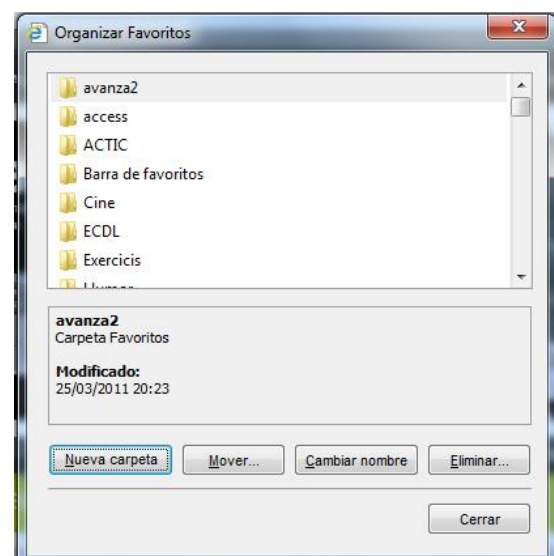 Organizar Favoritos
avanza2
access
ACTIC
Barra de favoritos
Cine
ECDL
Exercicis
avanza2
Carpeta Favoritos
Modificado:
25/03/2011 20:23
Nueva carpeta Mover... Cambiar nombre Eliminar...
Cerrar